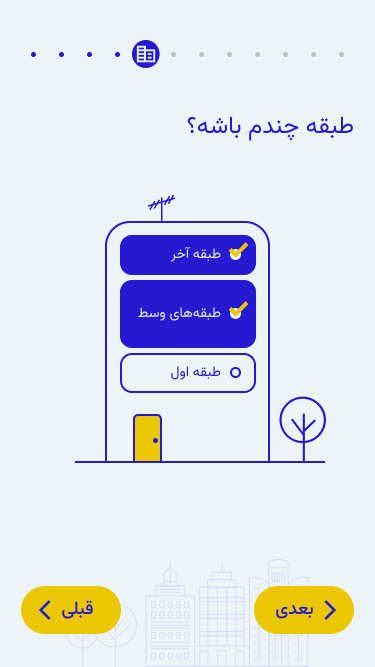 طبقه چندم باشه؟
طبقه آخر
طبقه‌های وسط
طبقه اول
بعدی
قبلی